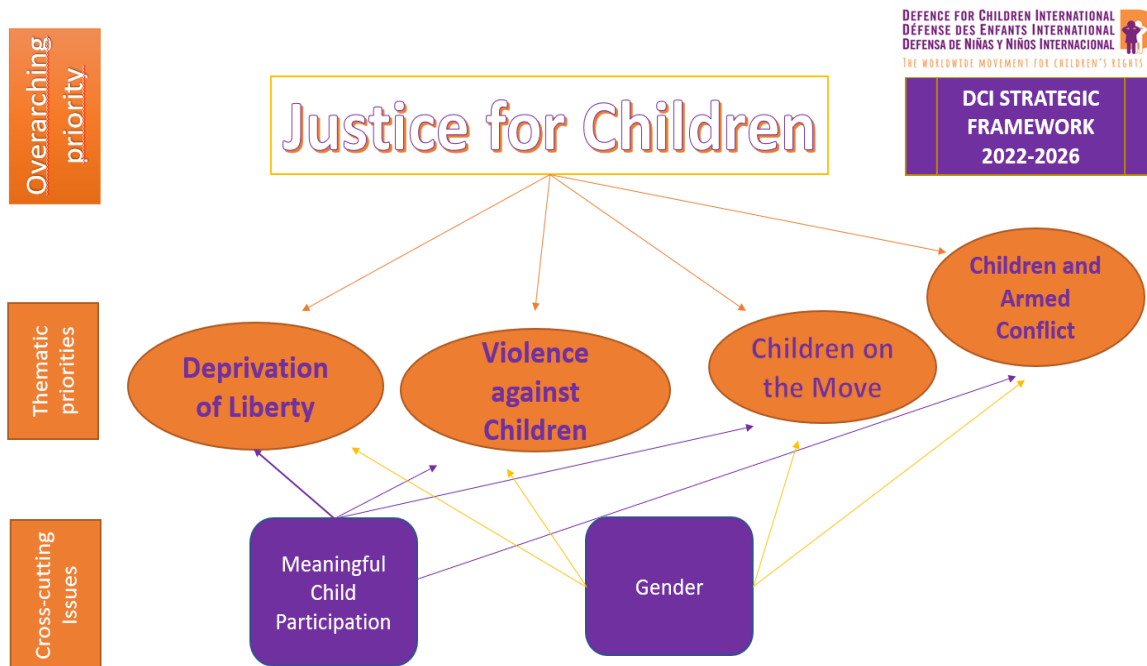 Overarching
priority
DEFENCE FOR CHILDREN INTERNATIONAL
DÉFENSE DES ENFANTS INTERNATIONAL
DEFENSA DE NIÑAS Y NIÑOS INTERNACIONAL
THE WORLDWIDE MOVEMENT FOR CHILDREN'S RIGHTS
DCI STRATEGIC
FRAMEWORK
2022-2026
Justice for Children
Thematic
priorities
Deprivation
of Liberty
Violence
against
Children
Children on
the Move
Children and
Armed
Conflict
Cross-cutting
Issues
Meaningful
Child
Participation
Gender